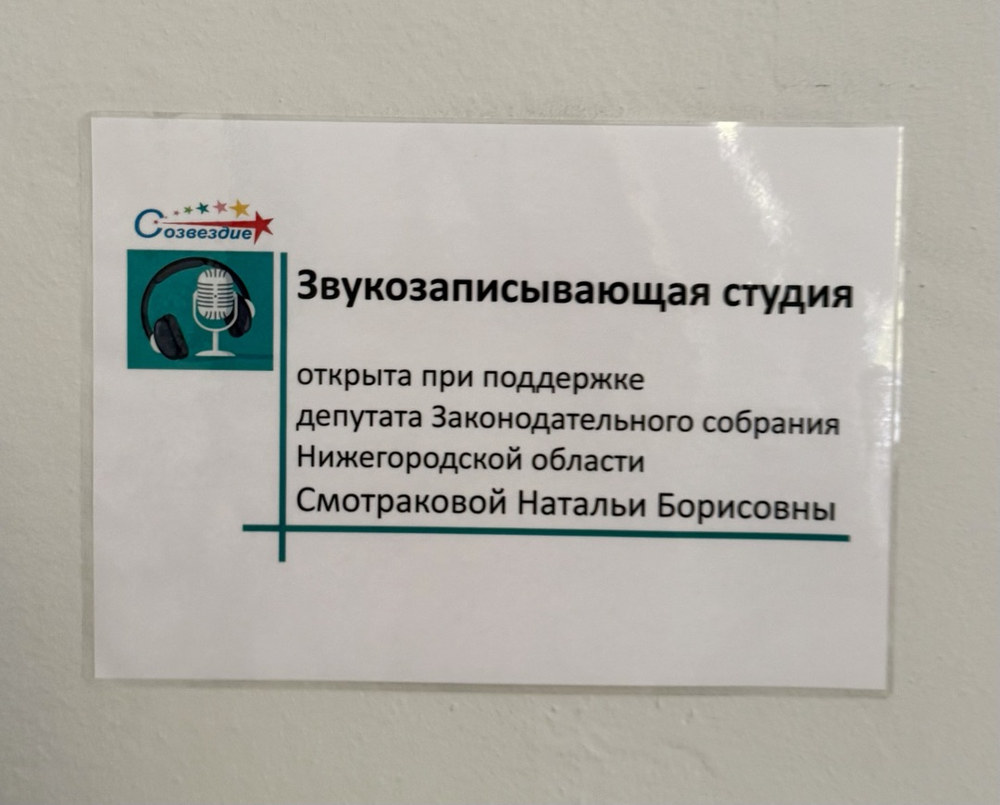 Созвездие
Звукозаписывающая студия
открыта при поддержке
депутата Законодательного собрания
Нижегородской области
Смотраковой Натальи Борисовны